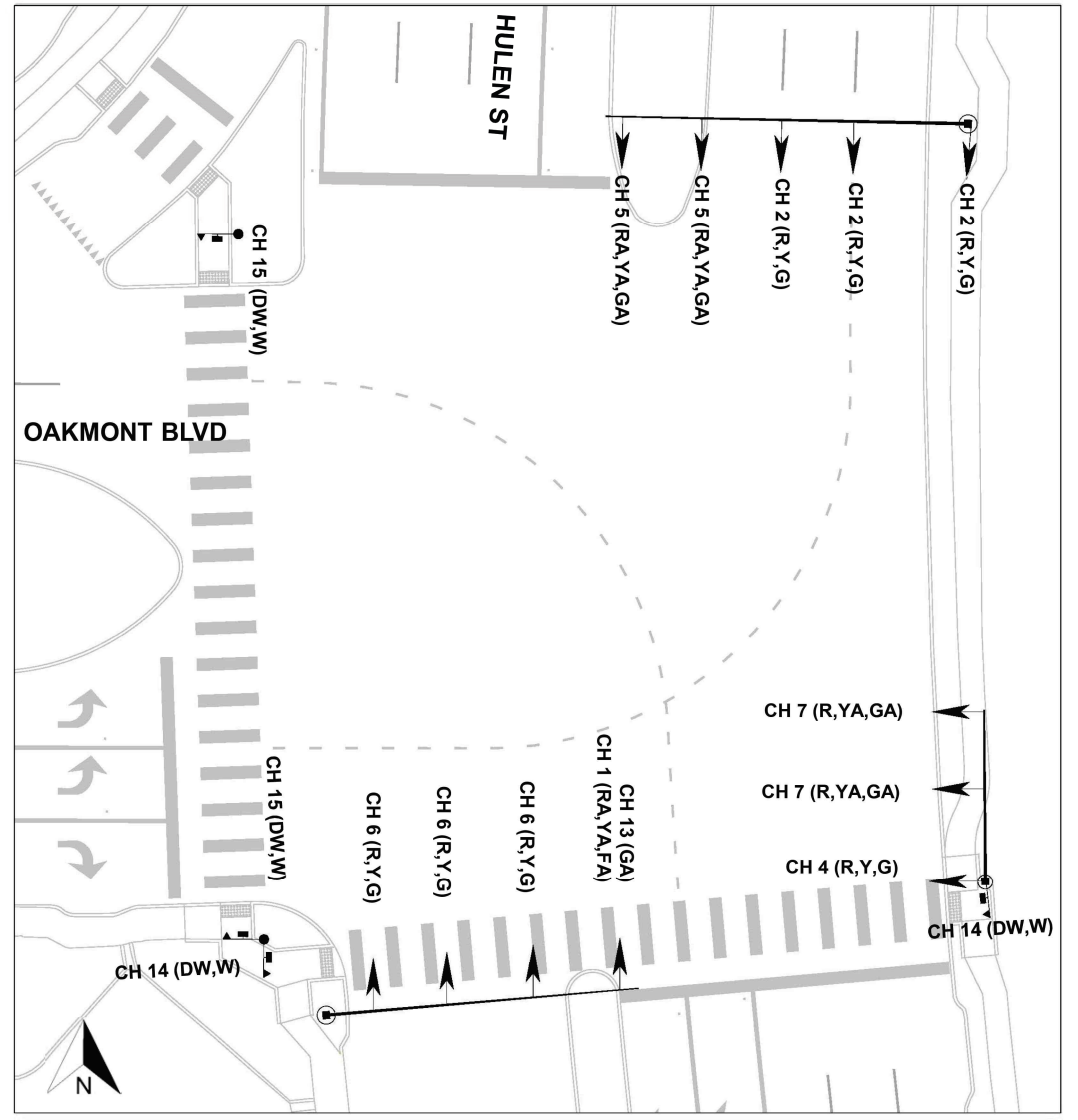 HULEN ST
CH 5 (RA,YA,GA)
CH 5 (RA,YA,GA)
CH 2 (R,Y,G)
CH 2 (R,Y,G)
CH 2 (R,Y,G)
CH 15 (DW,W)
OAKMONT BLVD
CH 7 (R,YA,GA)
CH 7 (R,YA,GA)
CH 4 (R,Y,G)
CH 14 (DW,W)
CH 15 (DW,W)
CH 6 (R,Y,G)
CH 6 (R,Y,G)
CH 6 (R,Y,G)
CH 13 (GA)
CH 1 (RA,YA,FA)
CH 14 (DW,W)
N